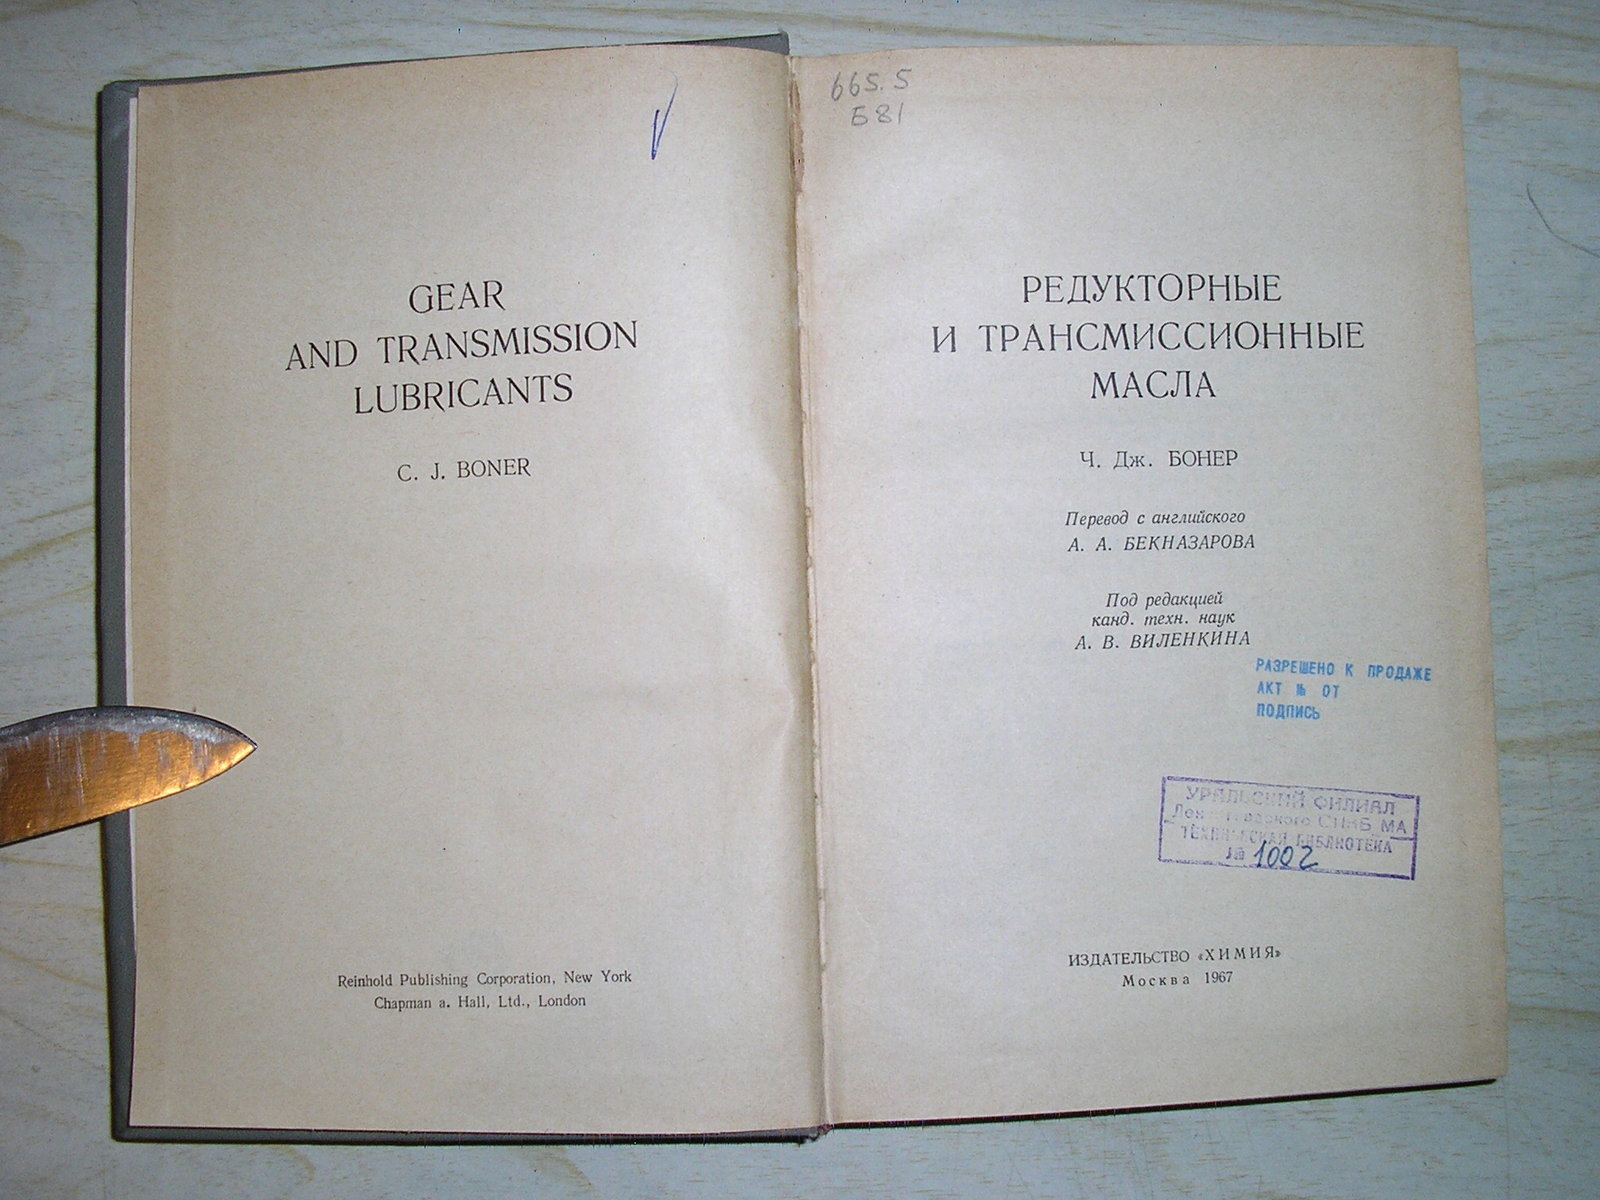 GEAR
AND TRANSMISSION
LUBRICANTS
C. J. BONER
Reinhold Publishing Corporation, New York
Chapman a. Hall, Ltd., London
665.5
Б81
РЕДУКТОРНЫЕ
И ТРАНСМИССИОННЫЕ
МАСЛА
Ч. Дж. БОНЕР
Перевод с английского
А. А. БЕКНАЗАРОВА
Под редакцией
канд. техн. наук
А. В. ВИЛЕНКИНА
РАЗРЕШЕНО К ПРОДАЖЕ
АКТ № ОТ
ПОДПИСЬ
УРАЛЬСКИЙ ФИЛИАЛ
МА
ТЕХНИЧЕСКАЯ БИБЛИОТЕКА
№ 1002
ИЗДАТЕЛЬСТВО «ХИМИЯ»
Москва 1967